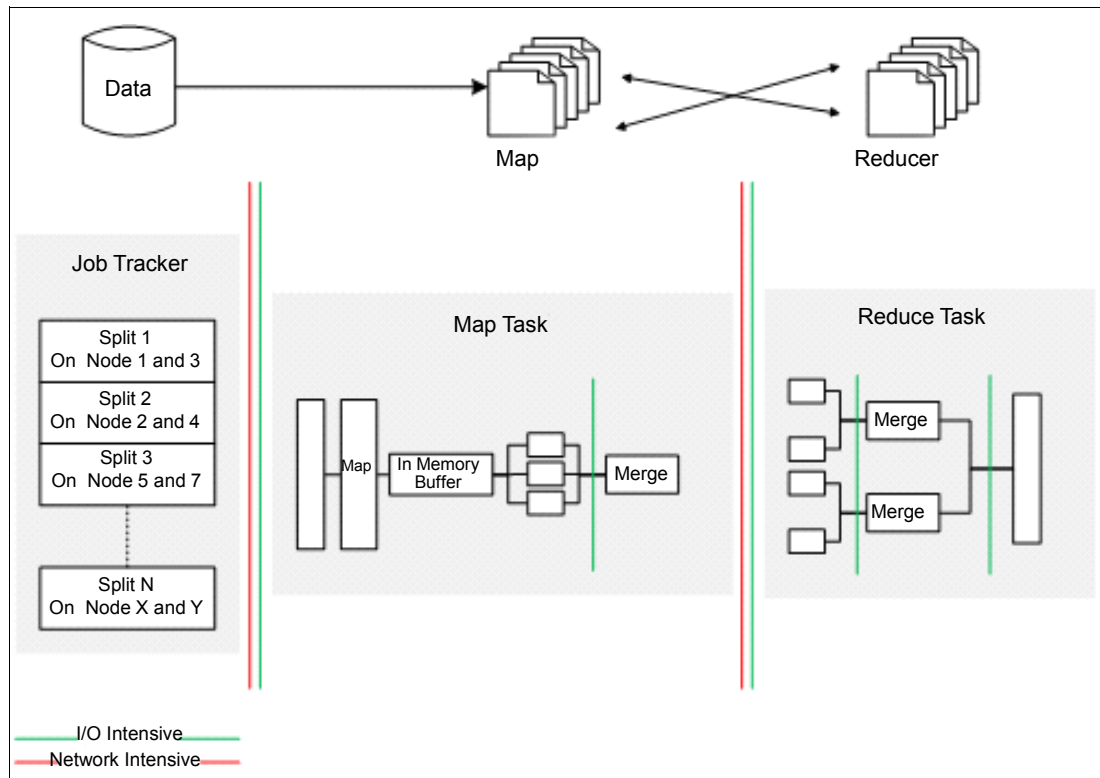 Data
Map
Reducer
Job Tracker
Split 1
On Node 1 and 3
Split 2
On Node 2 and 4
Split 3
On Node 5 and 7
Split N
On Node X and Y
Map Task
Map
In Memory
Buffer
Merge
Reduce Task
Merge
Merge
I/O Intensive
Network Intensive